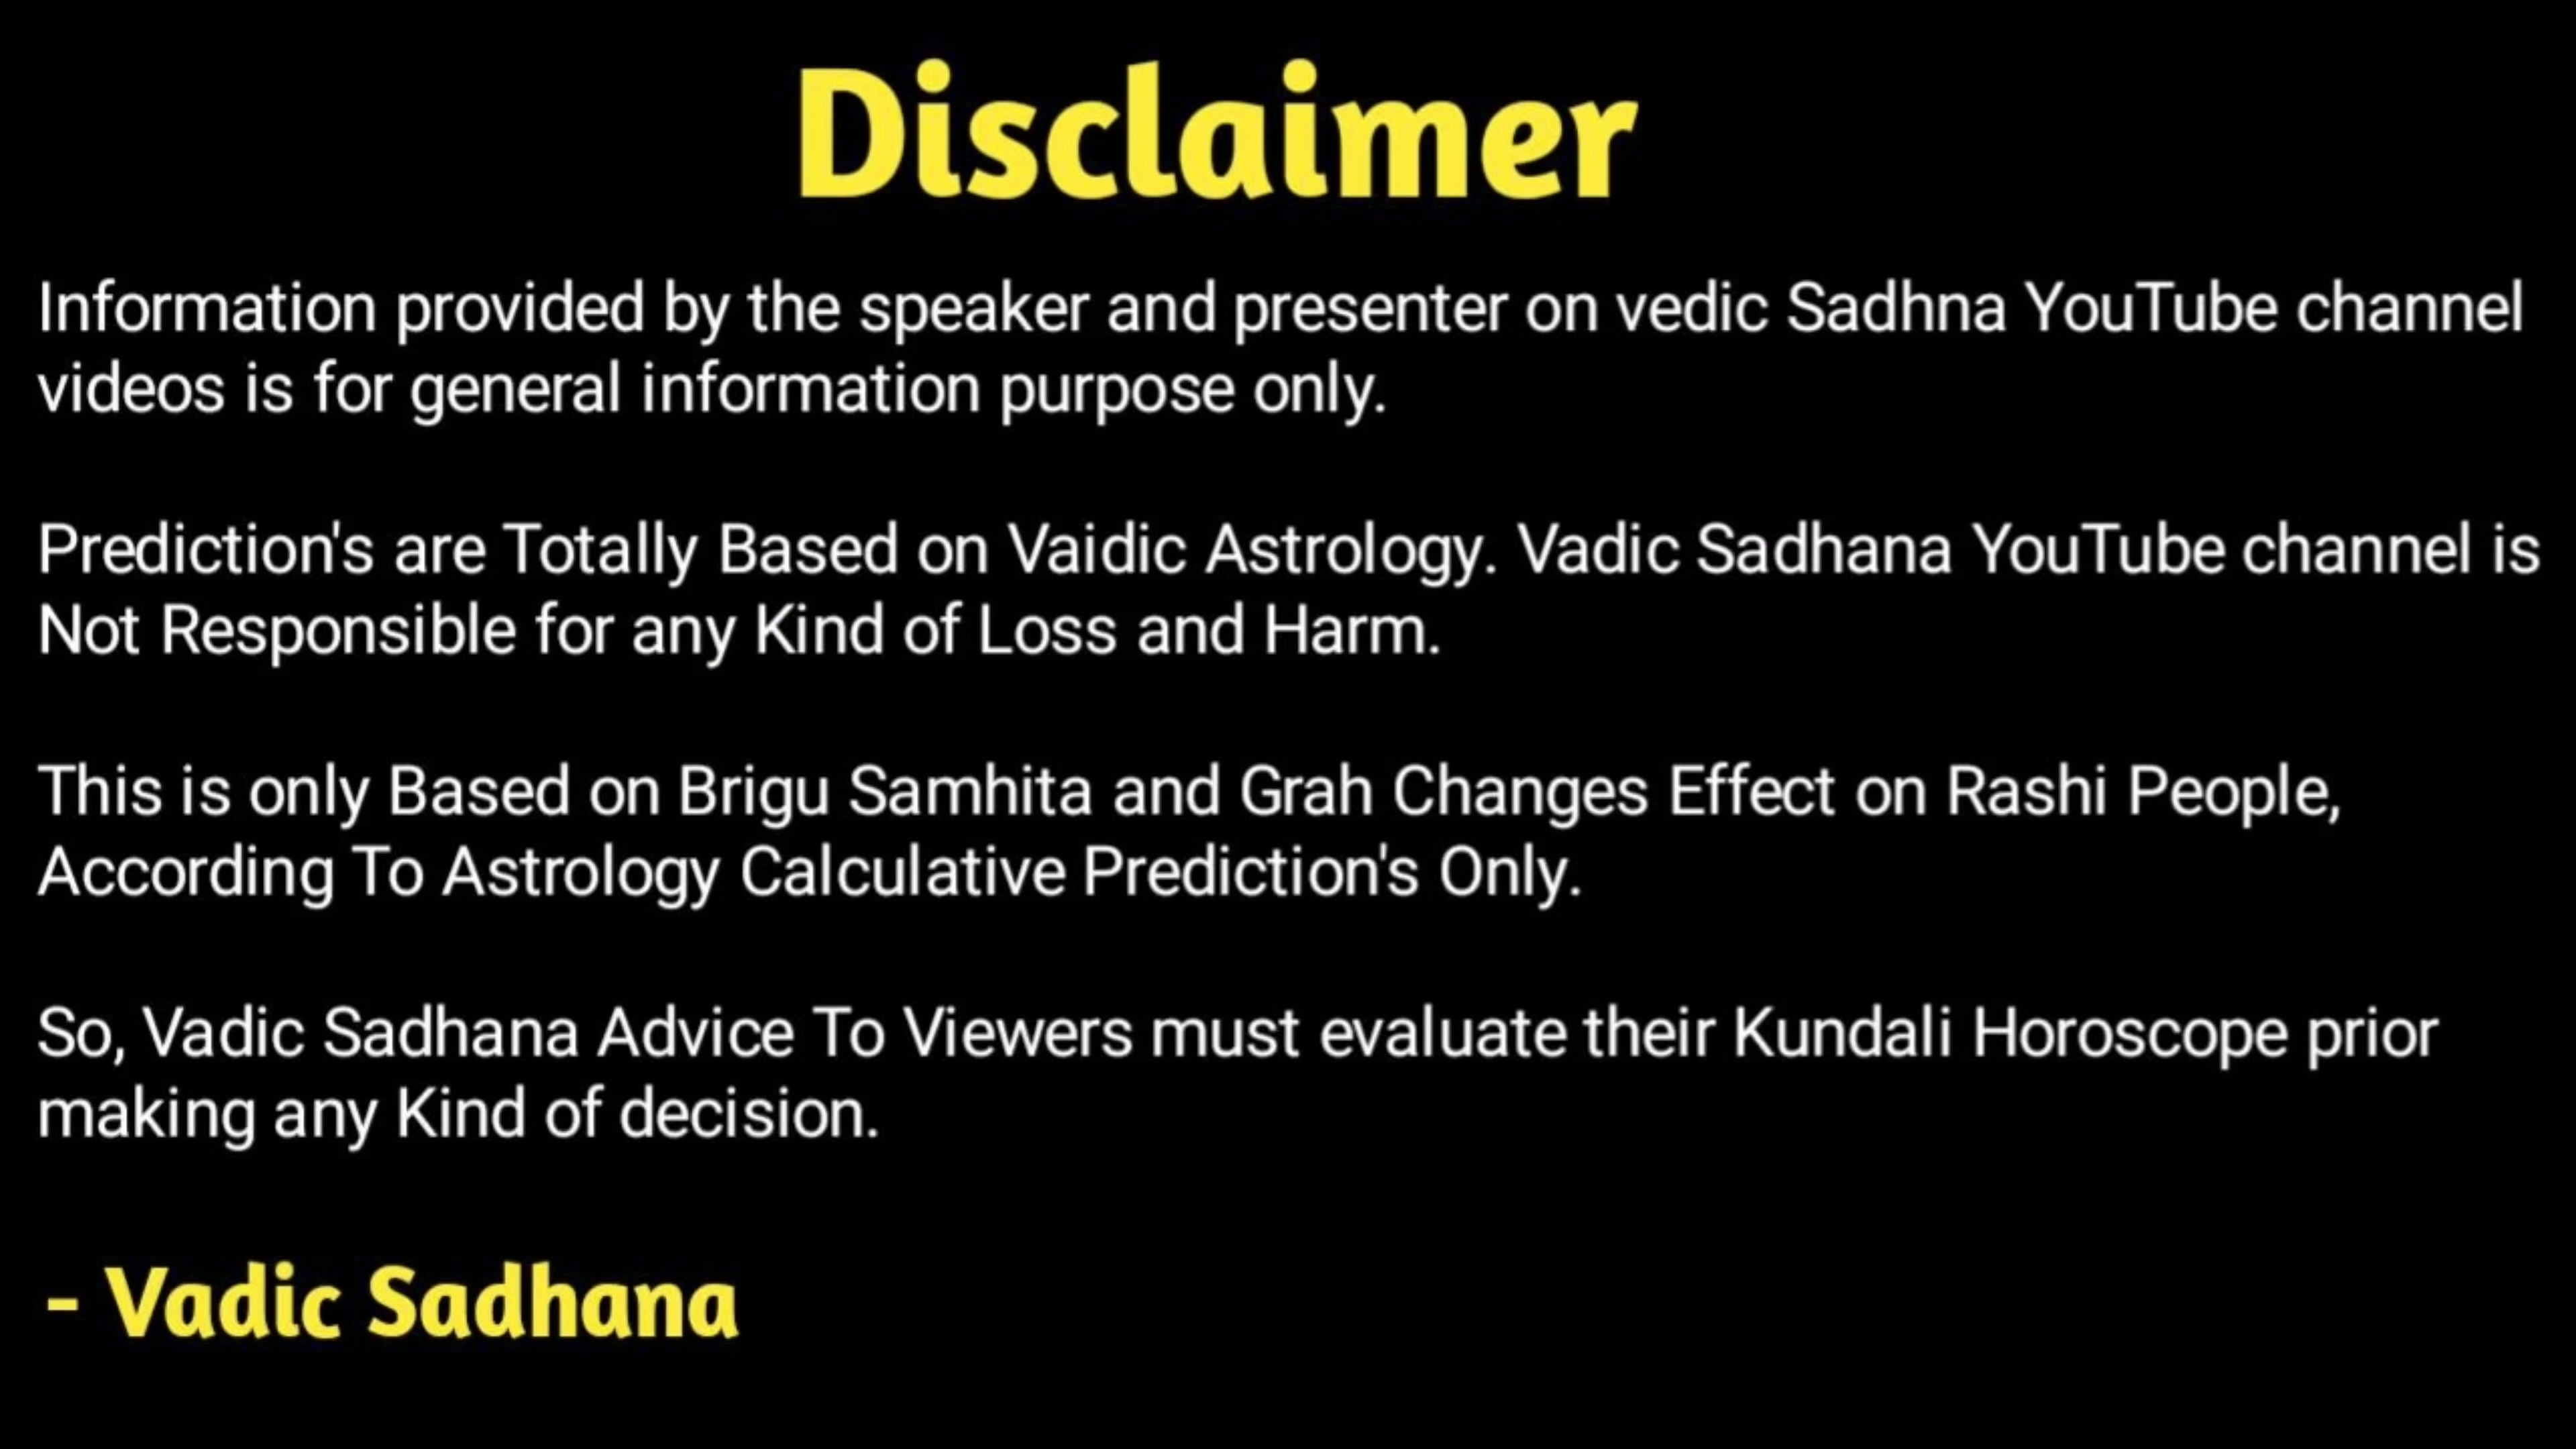 Disclaimer
Information provided by the speaker and presenter on vedic Sadhna YouTube channel
videos is for general information purpose only.
Prediction's are Totally Based on Vaidic Astrology. Vadic Sadhana YouTube channel is
Not Responsible for any Kind of Loss and Harm.
This is only Based on Brigu Samhita and Grah Changes Effect on Rashi People,
According To Astrology Calculative Prediction's Only.
So, Vadic Sadhana Advice To Viewers must evaluate their Kundali Horoscope prior
making any Kind of decision.
- Vadic Sadhana